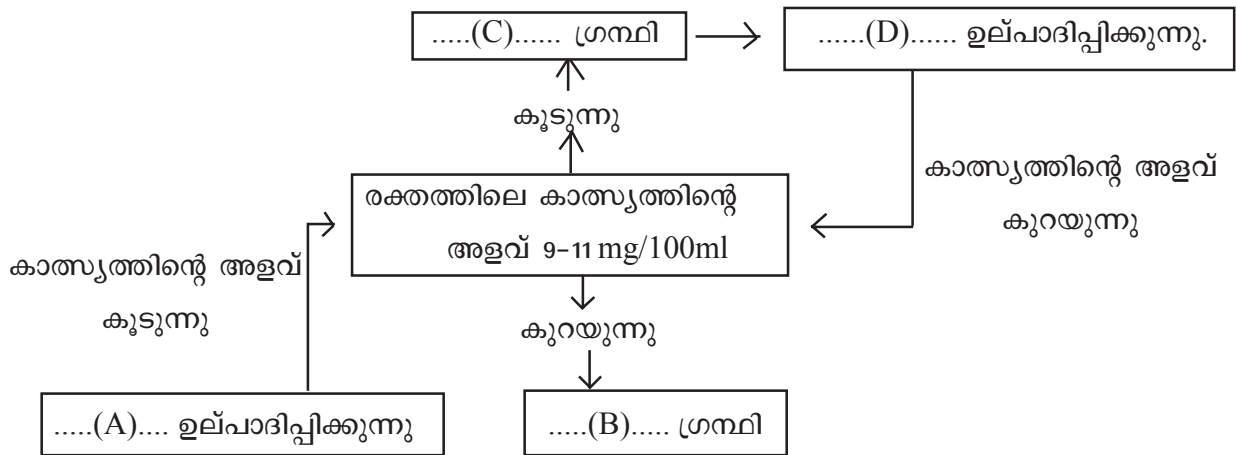 .....(C)...... ഗ്രന്ഥി
......(D)...... ഉല്പാദിപ്പിക്കുന്നു.
കൂടുന്നു
കാത്സ്യത്തിന്റെ അളവ്
കുറയുന്നു
രക്തത്തിലെ കാത്സ്യത്തിന്റെ
അളവ് 9-11 mg/100ml
കാത്സ്യത്തിന്റെ അളവ്
കൂടുന്നു
കുറയുന്നു
.....(A).... ഉല്പാദിപ്പിക്കുന്നു
.....(B)..... ഗ്രന്ഥി